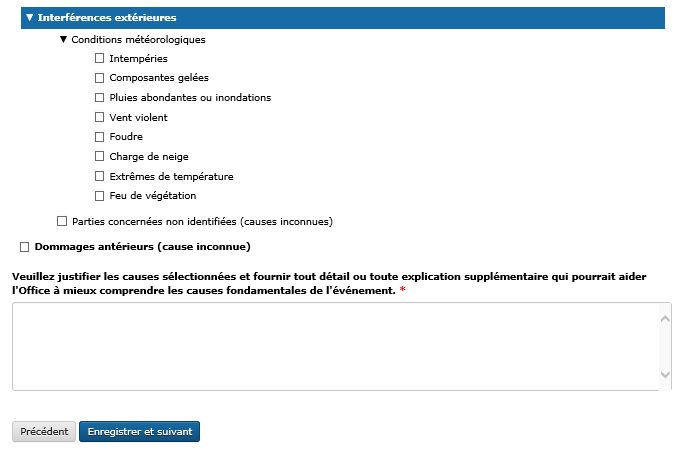 ▼ Interférences extérieures
▼ Conditions météorologiques
Intempéries
Composantes gelées
Pluies abondantes ou inondations
Vent violent
Foudre
Charge de neige
Extrêmes de température
Feu de végétation
Parties concernées non identifiées (causes inconnues)
Dommages antérieurs (cause inconnue)
Veuillez justifier les causes sélectionnées et fournir tout détail ou toute explication supplémentaire qui pourrait aider
l'Office à mieux comprendre les causes fondamentales de l'événement. *
Précédent Enregistrer et suivant